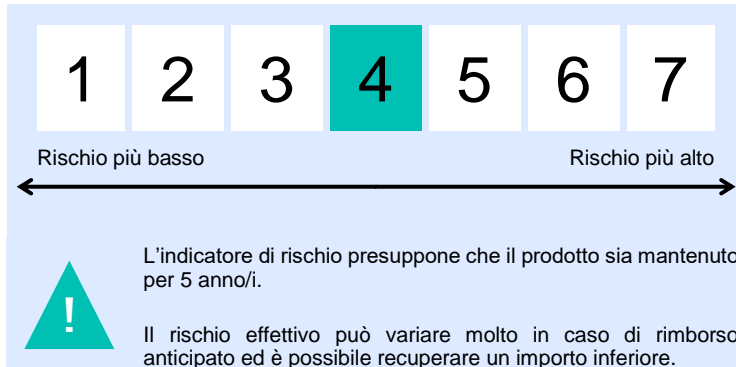 1 2 3 4 5 6 7
Rischio più basso Rischio più alto
L'indicatore di rischio presuppone che il prodotto sia mantenuto
per 5 anno/i.
!
Il rischio effettivo può variare molto in caso di rimborso
anticipato ed è possibile recuperare un importo inferiore.